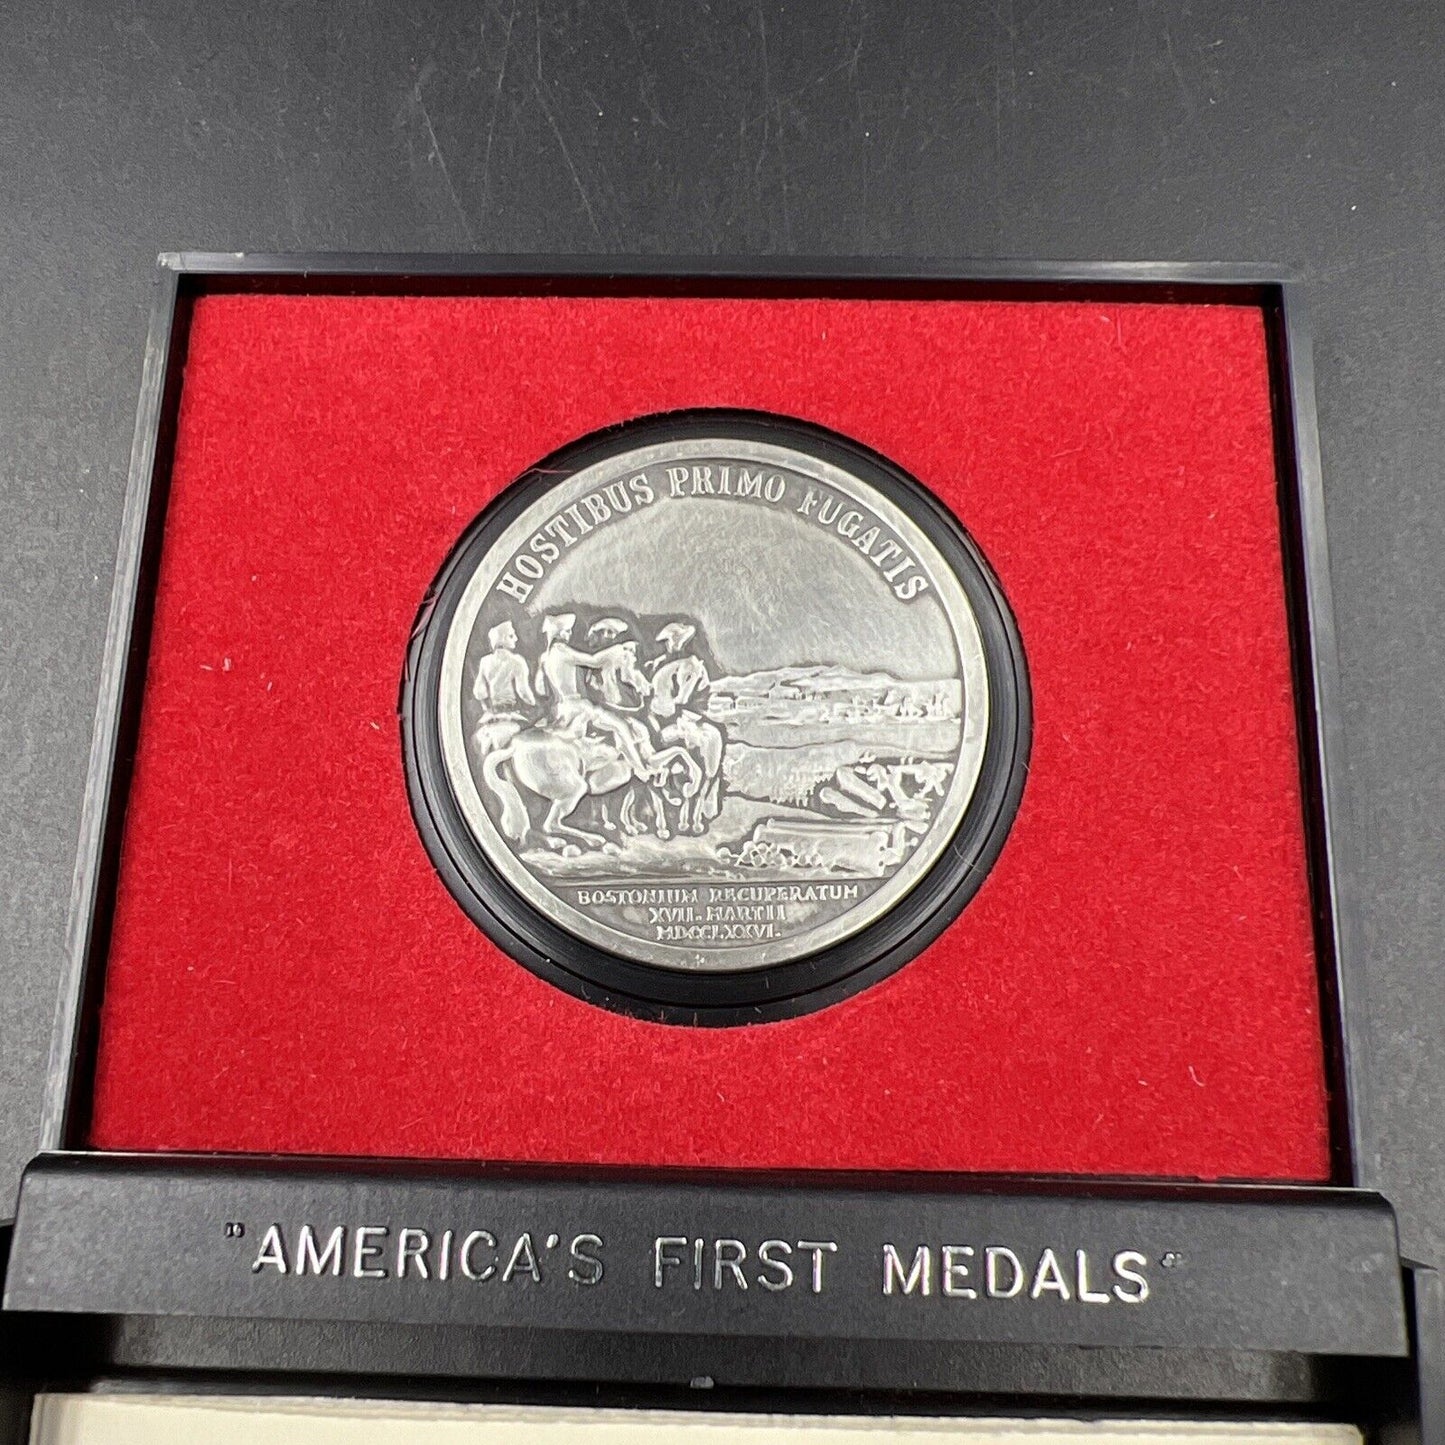 HOSTIBUS PRIMO FUGATIS
BOSTONIUM RECUPERATUM
XVII. MARTII
MDCCLXXVI.
"AMERICA'S FIRST MEDALS"